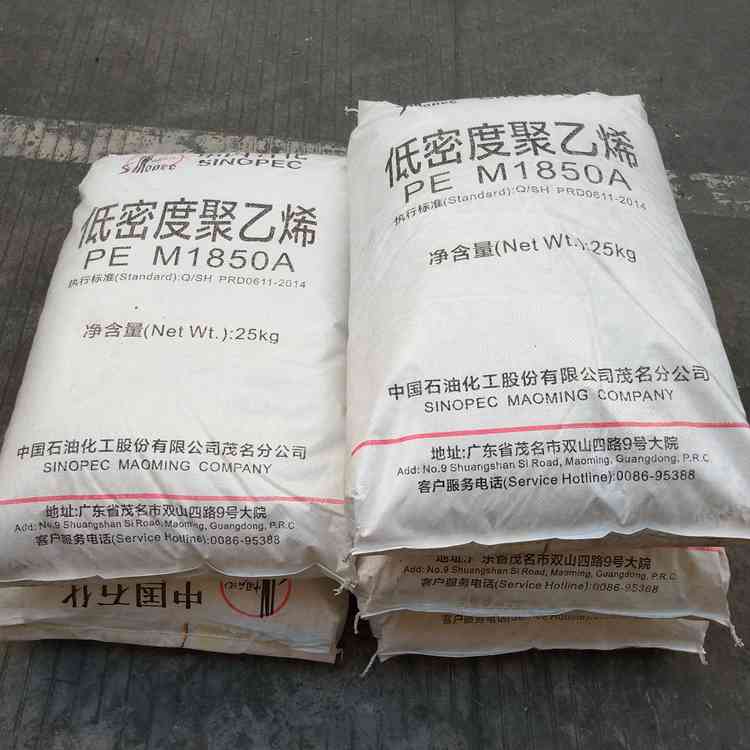 Sinopec
SINOPEC
低密度聚乙烯
PE M1850A
执行标准(Standard):Q/SH PRD0611-2014
净含量(Net Wt.):25kg
中国石油化工股份有限公司茂名分公司
SINOPEC MAOMING COMPANY
地址:广东省茂名市双山四路9号大院
Add: No.9 Shuangshan Si Road, Maoming, Guangdong, P.R.C
客户服务电话(Service Hotline):0086-95388
中国石化
低密度聚乙烯
PE M1850A
执行标准(Standard):Q/SH PRD0611-2014
净含量(Net Wt.):25kg
中国石油化工股份有限公司茂名分公司
SINOPEC MAOMING COMPANY
地址:广东省茂名市双山四路9号大院
Add: No.9 Shuangshan Si Road, Maoming, Guangdong, P.R.C
客户服务电话(Service Hotline):0086-95388
地址:广东省茂名市双山四路9号大院
Add: No.9 Shuangshan Si Road, Maoming, Guangdong, P.R.C
客户服务电话(Service Hotline):0086-95388